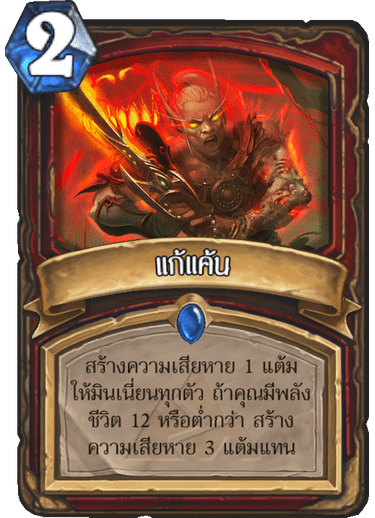 2
แก้แค้น
สร้างความเสียหาย 1 แต้ม
ให้มินเนี่ยนทุกตัว ถ้าคุณมีพลัง
ชีวิต 12 หรือต่ำกว่า สร้าง
ความเสียหาย 3 แต้มแทน